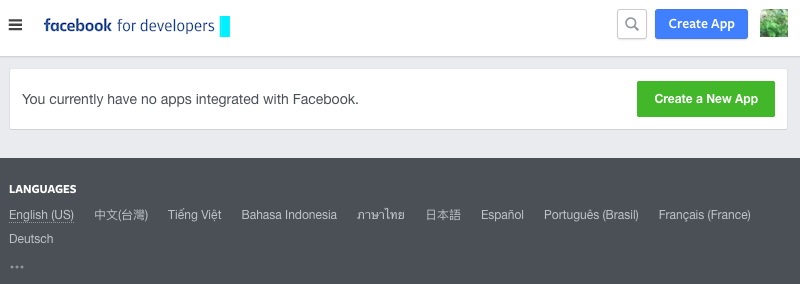 facebook for developers
Create App
You currently have no apps integrated with Facebook.
Create a New App
LANGUAGES
English (US) 中文(台灣) Tiếng Việt Bahasa Indonesia ภาษาไทย 日本語 Español Português (Brasil) Français (France)
Deutsch
...